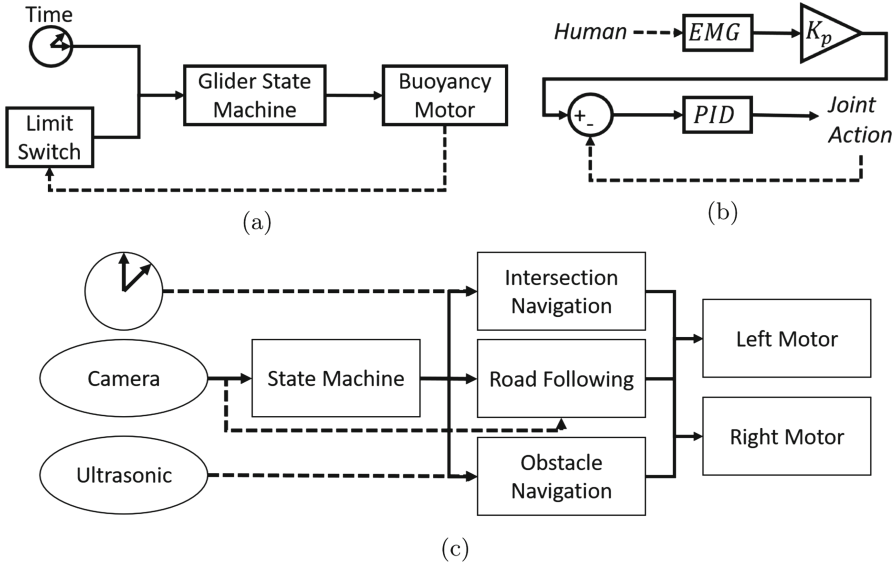 Time
Limit
Switch
Glider State
Machine
Buoyancy
Motor
(a)
Human
EMG
Kp
+
-
PID
Joint
Action
(b)
Camera
Ultrasonic
State Machine
Intersection
Navigation
Road Following
Obstacle
Navigation
Left Motor
Right Motor
(c)